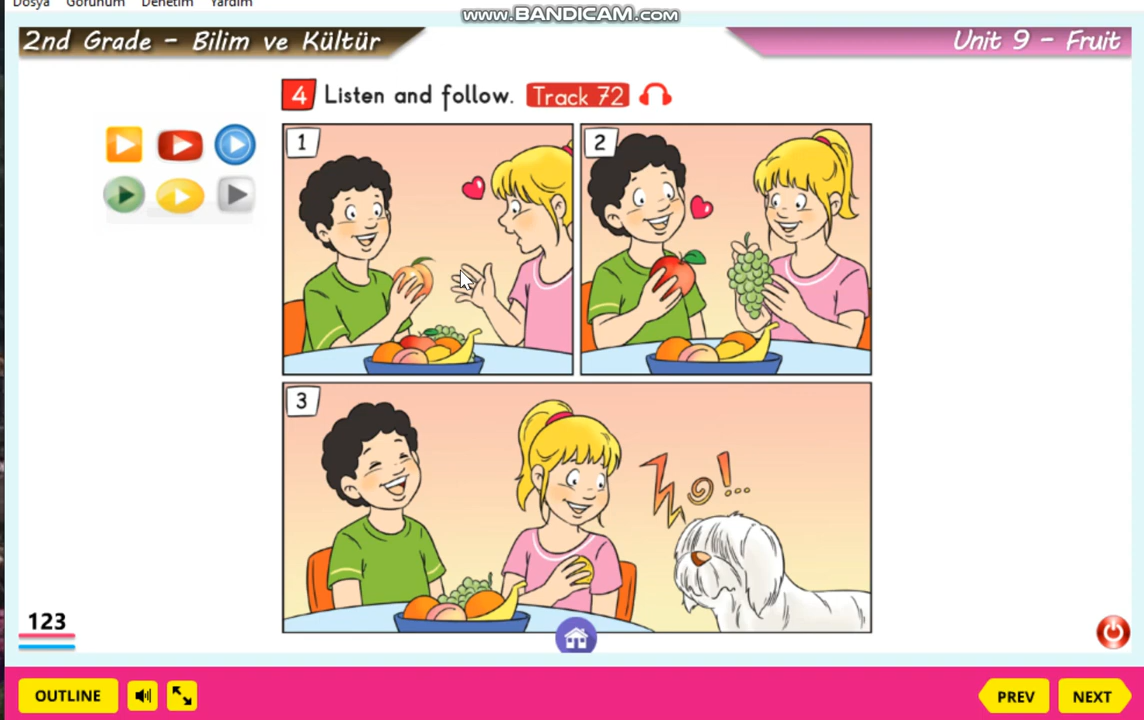 Dosya Görünüm Denetim Yardım
www.BANDICAM.com
2nd Grade - Bilim ve Kültür
Unit 9 - Fruit
4 Listen and follow. Track 72
1
2
3
123
OUTLINE
PREV
NEXT